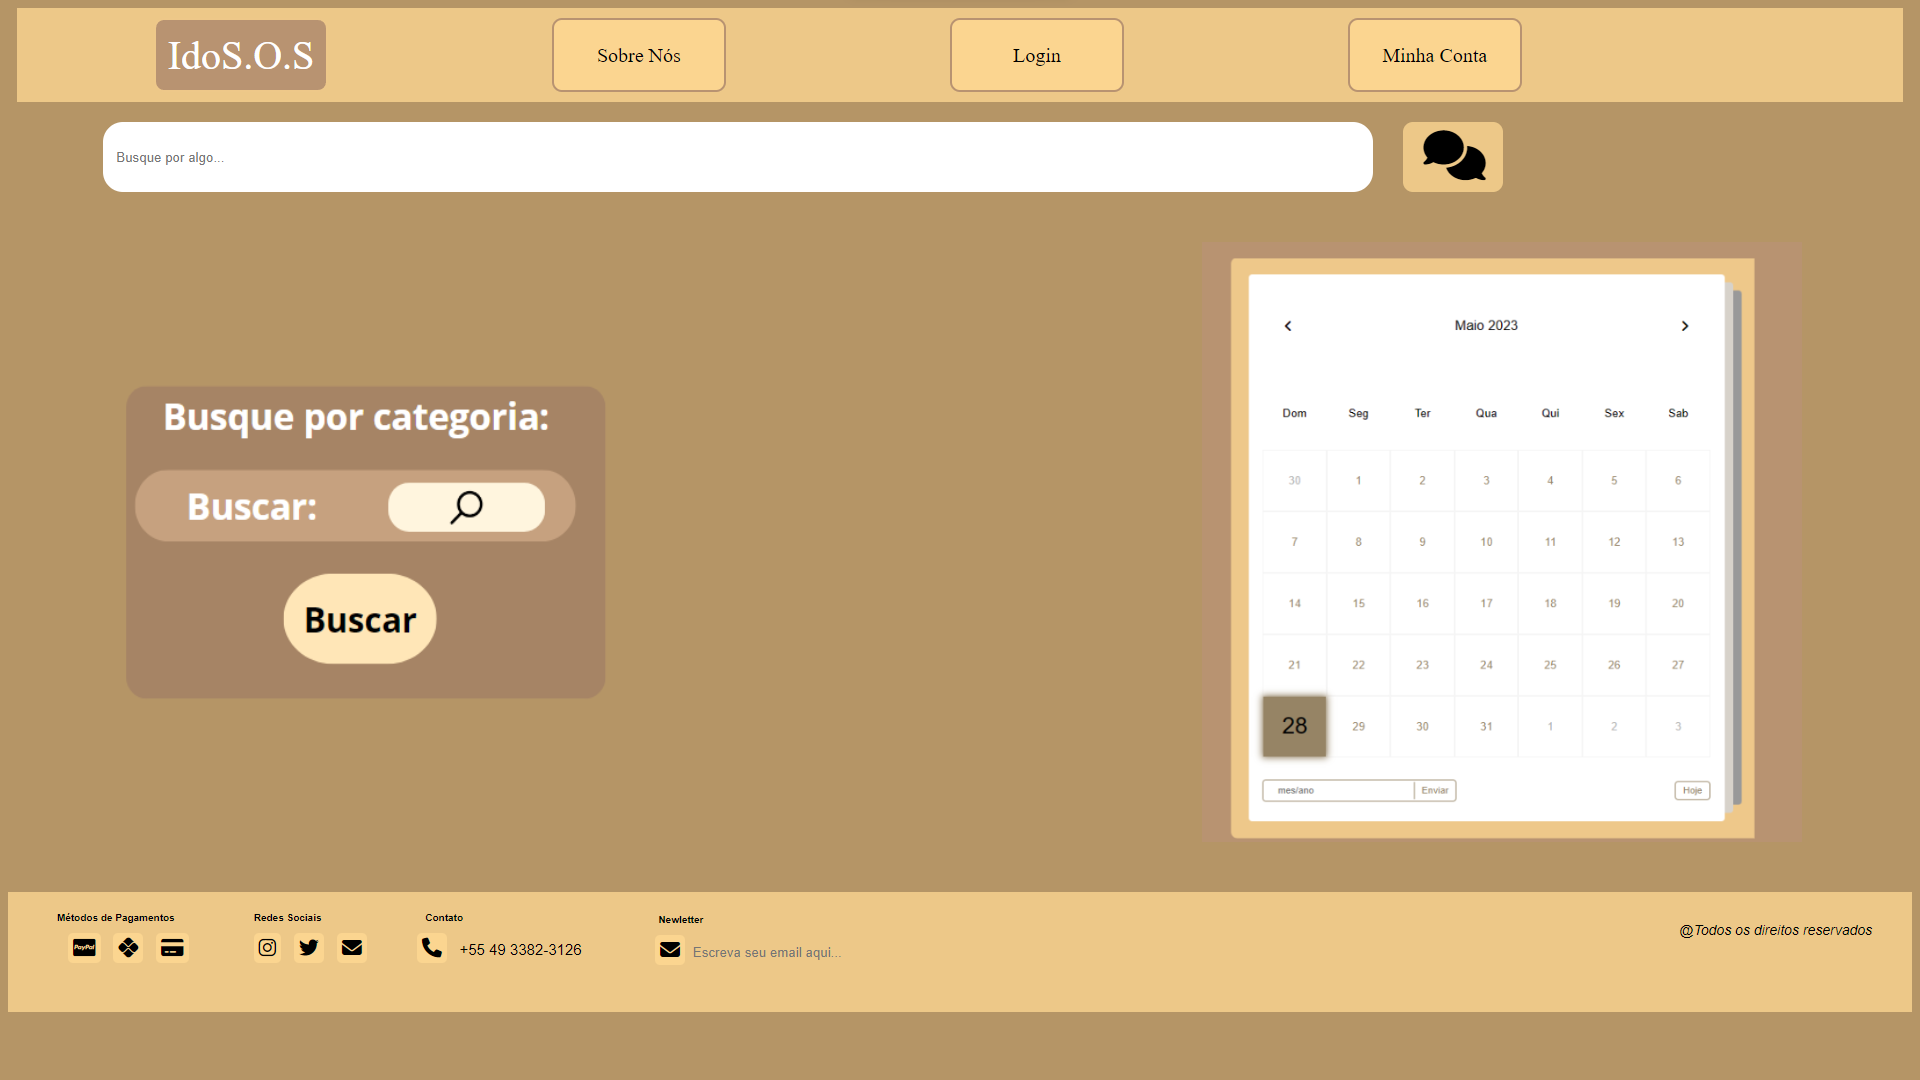 IdoS.O.S
Sobre Nós
Login
Minha Conta
Busque por algo...
Busque por categoria:
Buscar:
Buscar
Maio 2023
Dom Seg Ter Qua Qui Sex Sab
30 1 2 3 4 5 6
7 8 9 10 11 12 13
14 15 16 17 18 19 20
21 22 23 24 25 26 27
28 29 30 31 1 2 3
mes/ano Enviar Hoje
Métodos de Pagamentos
PayPal
Redes Sociais
Contato
+55 49 3382-3126
Newletter
Escreva seu email aqui...
@Todos os direitos reservados